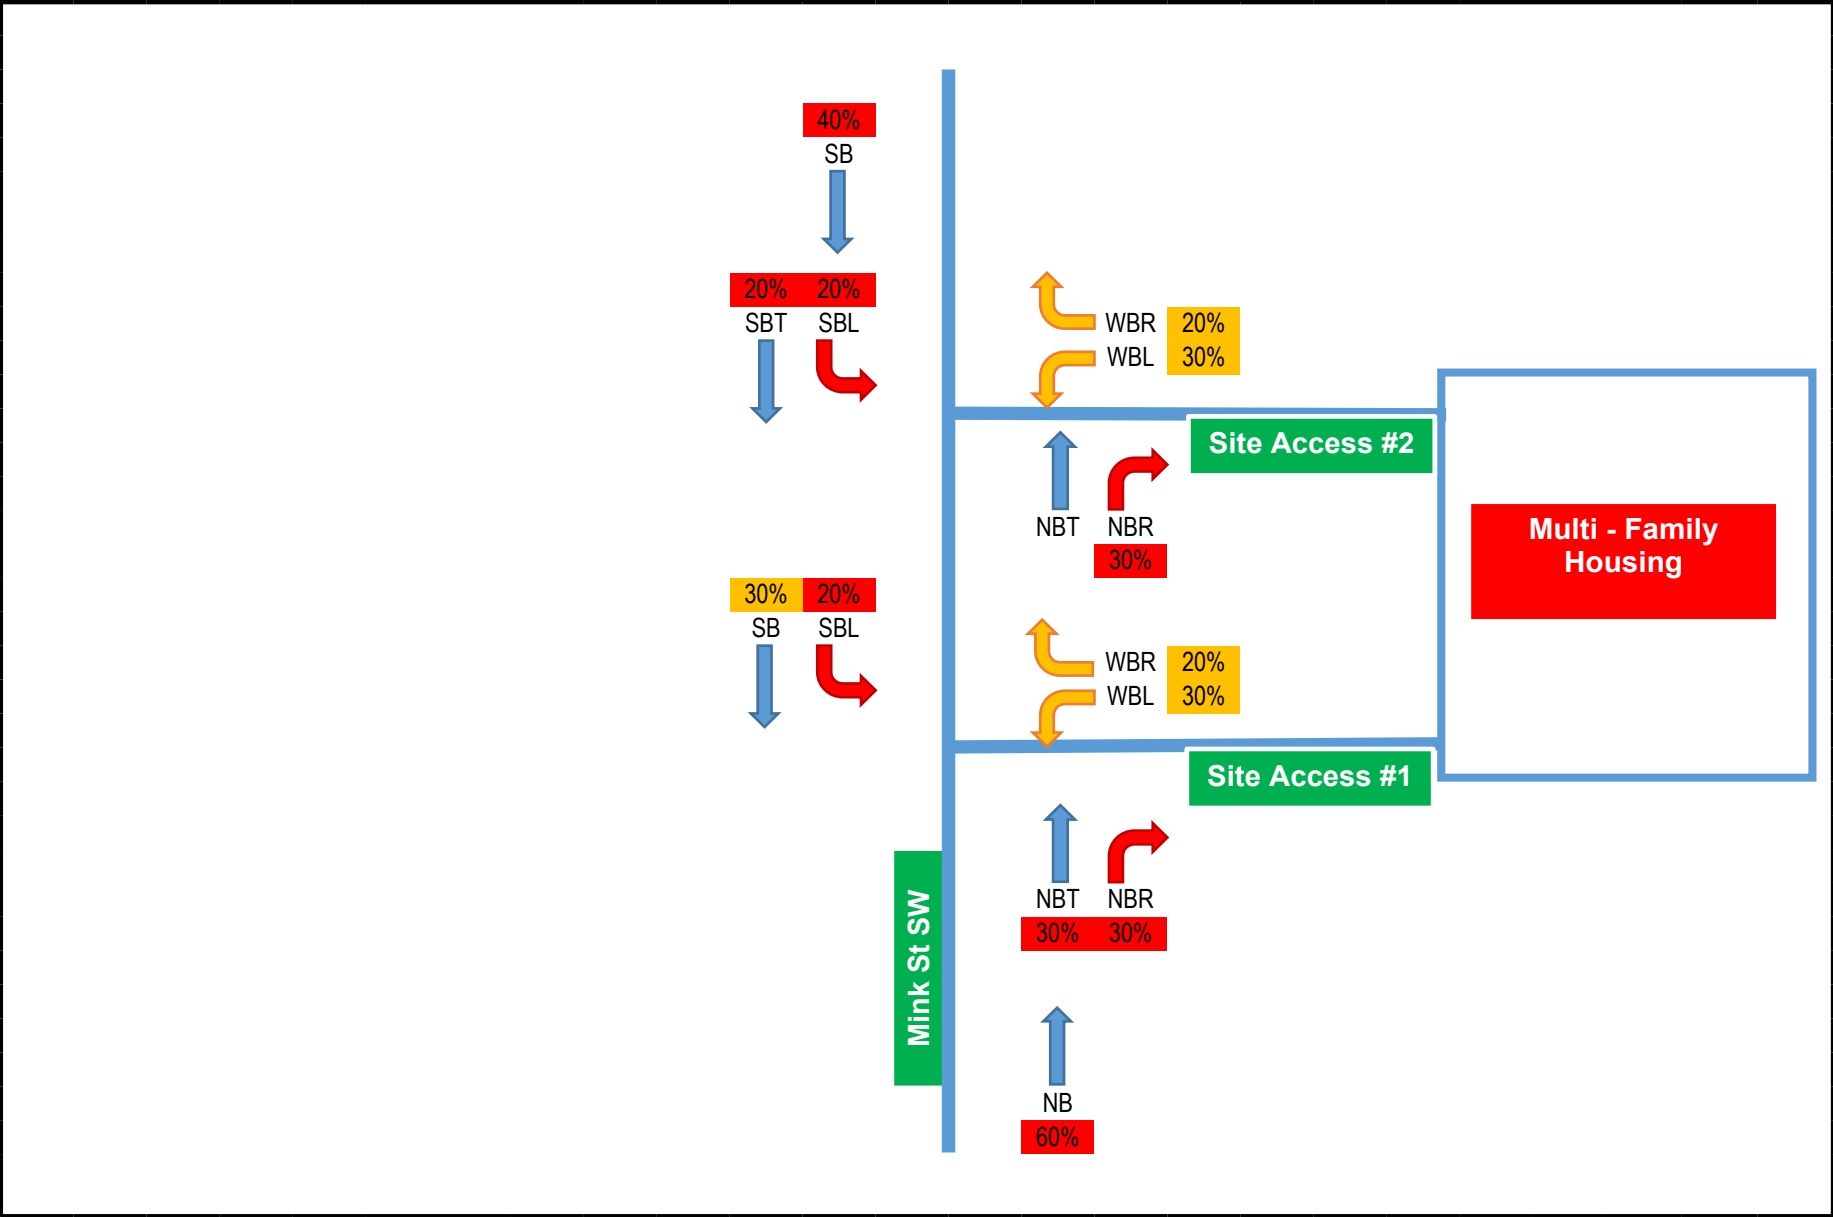 40%
SB
20% 20%
SBT SBL
WBR 20%
WBL 30%
Site Access #2
NBT NBR
30%
Multi - Family
Housing
30% 20%
SB SBL
WBR 20%
WBL 30%
Site Access #1
Mink St SW
NBT NBR
30% 30%
NB
60%